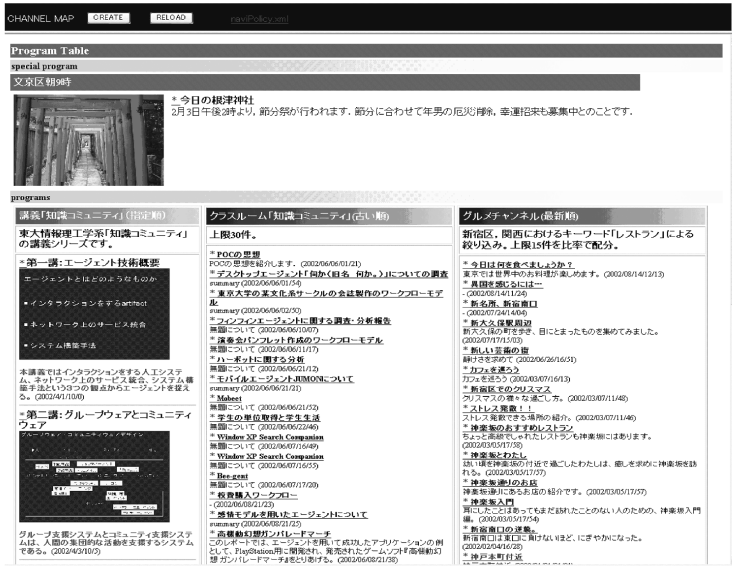 CHANNEL MAP CREATE RELOAD naviPolicy.xml
Program Table
special program
文京区朝9時
* 今日の根津神社
2月3日午後2時より，節分祭が行われます．節分に合わせて年男の厄災消除，幸運招来も募集中とのことです．
programs
講義「知識コミュニティ」(指定順)
東大情報理工学系「知識コミュニティ」
の講義シリーズです。
* 第一講：エージェント技術概要
エージェントとはどのようなものか
■ インタラクションをするartifact
■ ネットワーク上のサービス統合
■ システム構築手法
本講義ではインタラクションをする人工システ
ム、ネットワーク上のサービス統合、システム構
築手法という3つの観点からエージェントを捉え
る。(2002/4/1/10/0)
* 第二講：グループウェアとコミュニティ
ウェア
グループウェア・コミュニティウェアデザイン
グループ支援システムとコミュニティ支援システ
ムは、人間の集団的な活動を支援するシステム
である。(2002/4/3/10/5)
クラスルーム「知識コミュニティ」(古い順)
上限30件。
* POCの思想
POCの思想を紹介します．(2002/06/06/01/21)
* デスクトップエージェント「伺か(旧名　何か。)」についての調査
summary (2002/06/06/01/54)
* 東京大学の某文化系サークルの会誌製作のワークフローモデ
ル
summary (2002/06/06/02/50)
* フィンフィンエージェントに関する調査・分析報告
無題について (2002/06/06/10/07)
* 演奏会パンフレット作成のワークフローモデル
無題について (2002/06/06/11/17)
* ハーボットに関する分析
無題について (2002/06/06/21/12)
* モバイルエージェントJUMONについて
summary (2002/06/06/21/21)
* Mobeet
無題について (2002/06/06/21/52)
* 学生の単位取得と学生生活
無題について (2002/06/06/22/46)
* Window XP Search Companion
無題について (2002/06/07/16/49)
* Window XP Search Companion
無題について (2002/06/07/16/55)
* Bee-gent
無題について (2002/06/07/17/20)
* 校費購入ワークフロー
- (2002/06/08/21/23)
* 感情モデルを用いたエージェントについて
summary (2002/06/08/21/25)
* 高機動幻想ガンパレードマーチ
このレポートでは、エージェントを用いて成功したアプリケーションの例
として、PlayStation用に開発され、発売されたゲームソフト『高機動幻
想 ガンパレードマーチ』をとりあげる。(2002/06/08/21/38)
グルメチャンネル(最新順)
新宿区，関西におけるキーワード「レストラン」による
絞り込み。上限15件を比率で配分。
* 今日は何を食べましょうか？
東京では世界中のお料理が楽しめます。(2002/08/14/12/13)
* 異国を感じるには…
- (2002/08/14/11/24)
* 新名所、新宿南口
- (2002/07/24/14/04)
* 新大久保駅周辺
新大久保の町を歩き、目にとまったものを集めてみました。
(2002/07/17/15/03)
* 新しい芸術の街
静けさを求めて (2002/06/26/16/51)
* カフェを巡ろう
カフェを巡ろう (2002/03/07/16/13)
* 新宿区でのクリスマス
クリスマスの様々な過ごし方。(2002/03/07/11/48)
* ストレス発散！！
ストレス発散できる場所の紹介。(2002/03/07/11/46)
* 神楽坂のおすすめレストラン
ちょっと高級でしゃれたレストランも神楽坂にはあります。
(2002/03/05/17/58)
* 神楽坂とわたし
幼い頃を神楽坂の付近で過ごしたわたしは、癒しを求めに神楽坂を訪
れる。(2002/03/05/17/57)
* 神楽坂通りのお店
神楽坂通りにあるお店の紹介です。(2002/03/05/17/57)
* 神楽坂入門
耳にしたことはあってもまだ訪れたことのない人のための、神楽坂入門
編。(2002/03/05/17/54)
* 新宿南口の逆襲。
新宿南口は東口に負けないほど、にぎやかになった。
(2002/02/04/16/28)
* 神戸本町付近